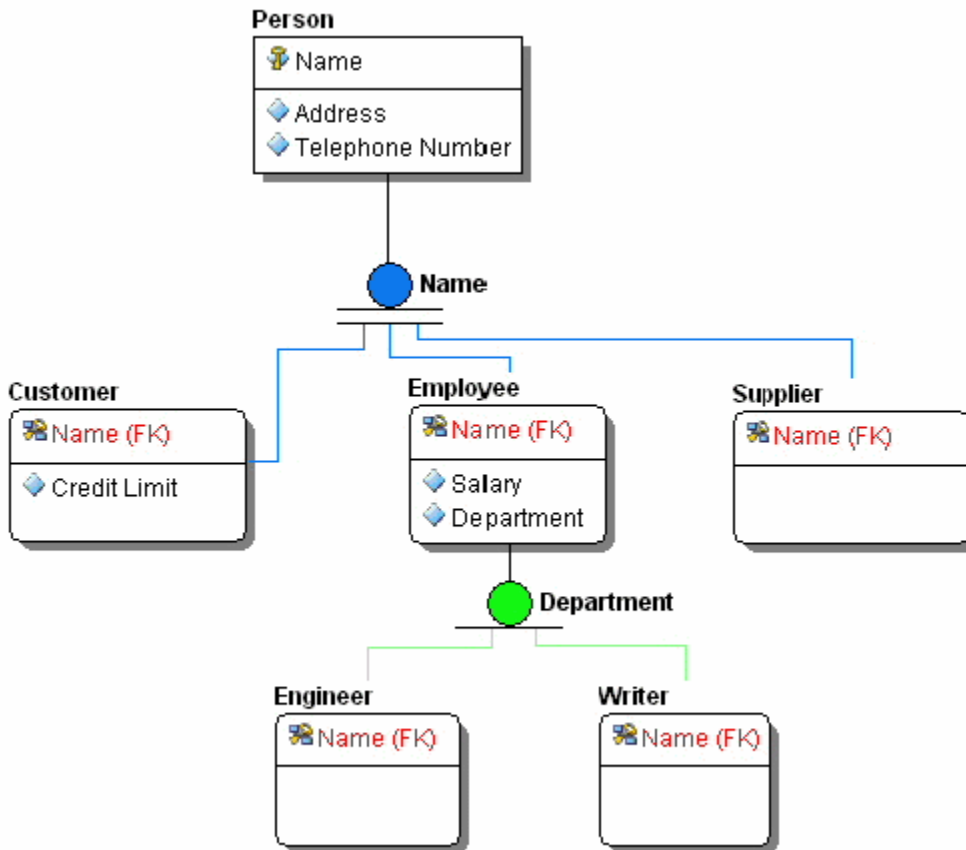 Person
Name
Address
Telephone Number
Name
Customer
Name (FK)
Credit Limit
Employee
Name (FK)
Salary
Department
Supplier
Name (FK)
Department
Engineer
Name (FK)
Writer
Name (FK)